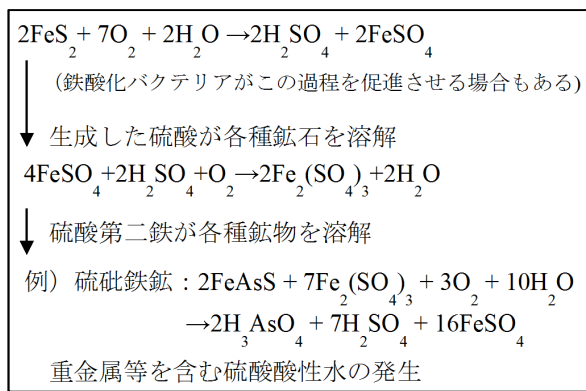 2FeS₂+ 7O₂ + 2H₂O →2H₂SO₄ + 2FeSO₄
（鉄酸化バクテリアがこの過程を促進させる場合もある)
生成した硫酸が各種鉱石を溶解
4FeSO₄+2H₂SO₄+O₂→2Fe₂(SO₄)₃+2H₂O
硫酸第二鉄が各種鉱物を溶解
例）硫砒鉄鉱：2FeAsS + 7Fe₂(SO₄)₃ + 3O₂ + 10H₂O
→2H₃AsO₄ + 7H₂SO₄ + 16FeSO₄
重金属等を含む硫酸酸性水の発生